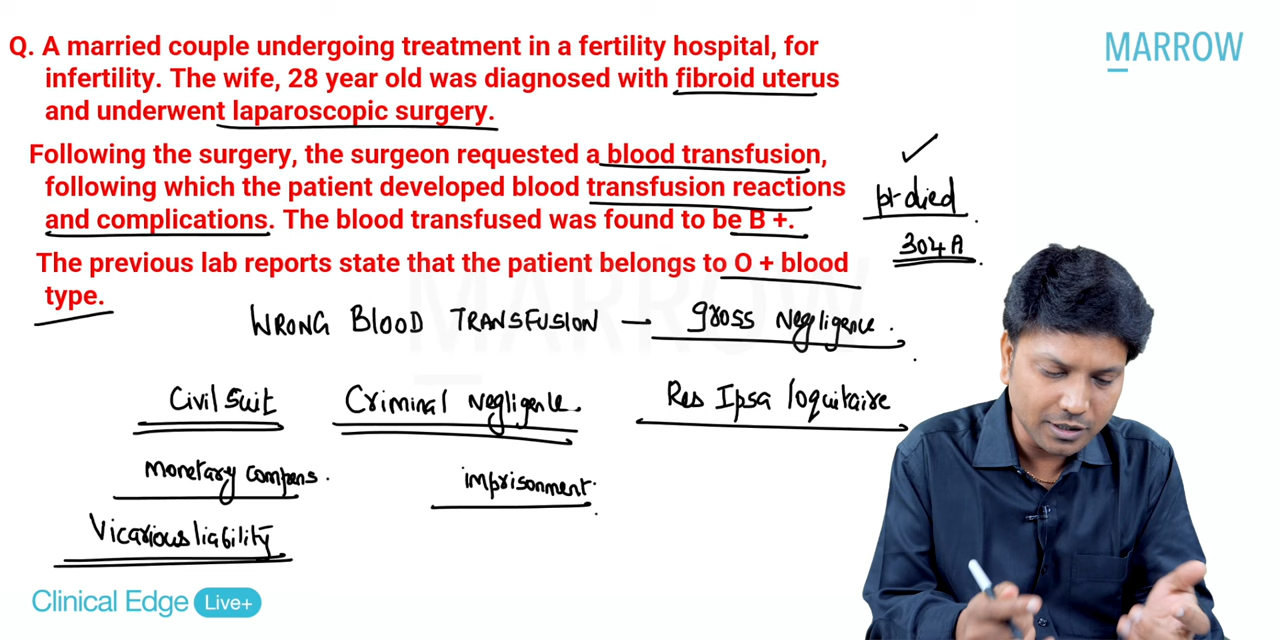 MARROW
Q. A married couple undergoing treatment in a fertility hospital, for
infertility. The wife, 28 year old was diagnosed with fibroid uterus
and underwent laparoscopic surgery.
Following the surgery, the surgeon requested a blood transfusion,
following which the patient developed blood transfusion reactions
and complications. The blood transfused was found to be B +.
pt died
304 A
The previous lab reports state that the patient belongs to O + blood
type.
MARROW
WRONG BLOOD TRANSFUSION — gross Negligence.
Civil Suit Criminal Negligence. Res Ipsa loquitaire
Monetary Compens. imprisonment.
Vicarious liability
Clinical Edge Live+